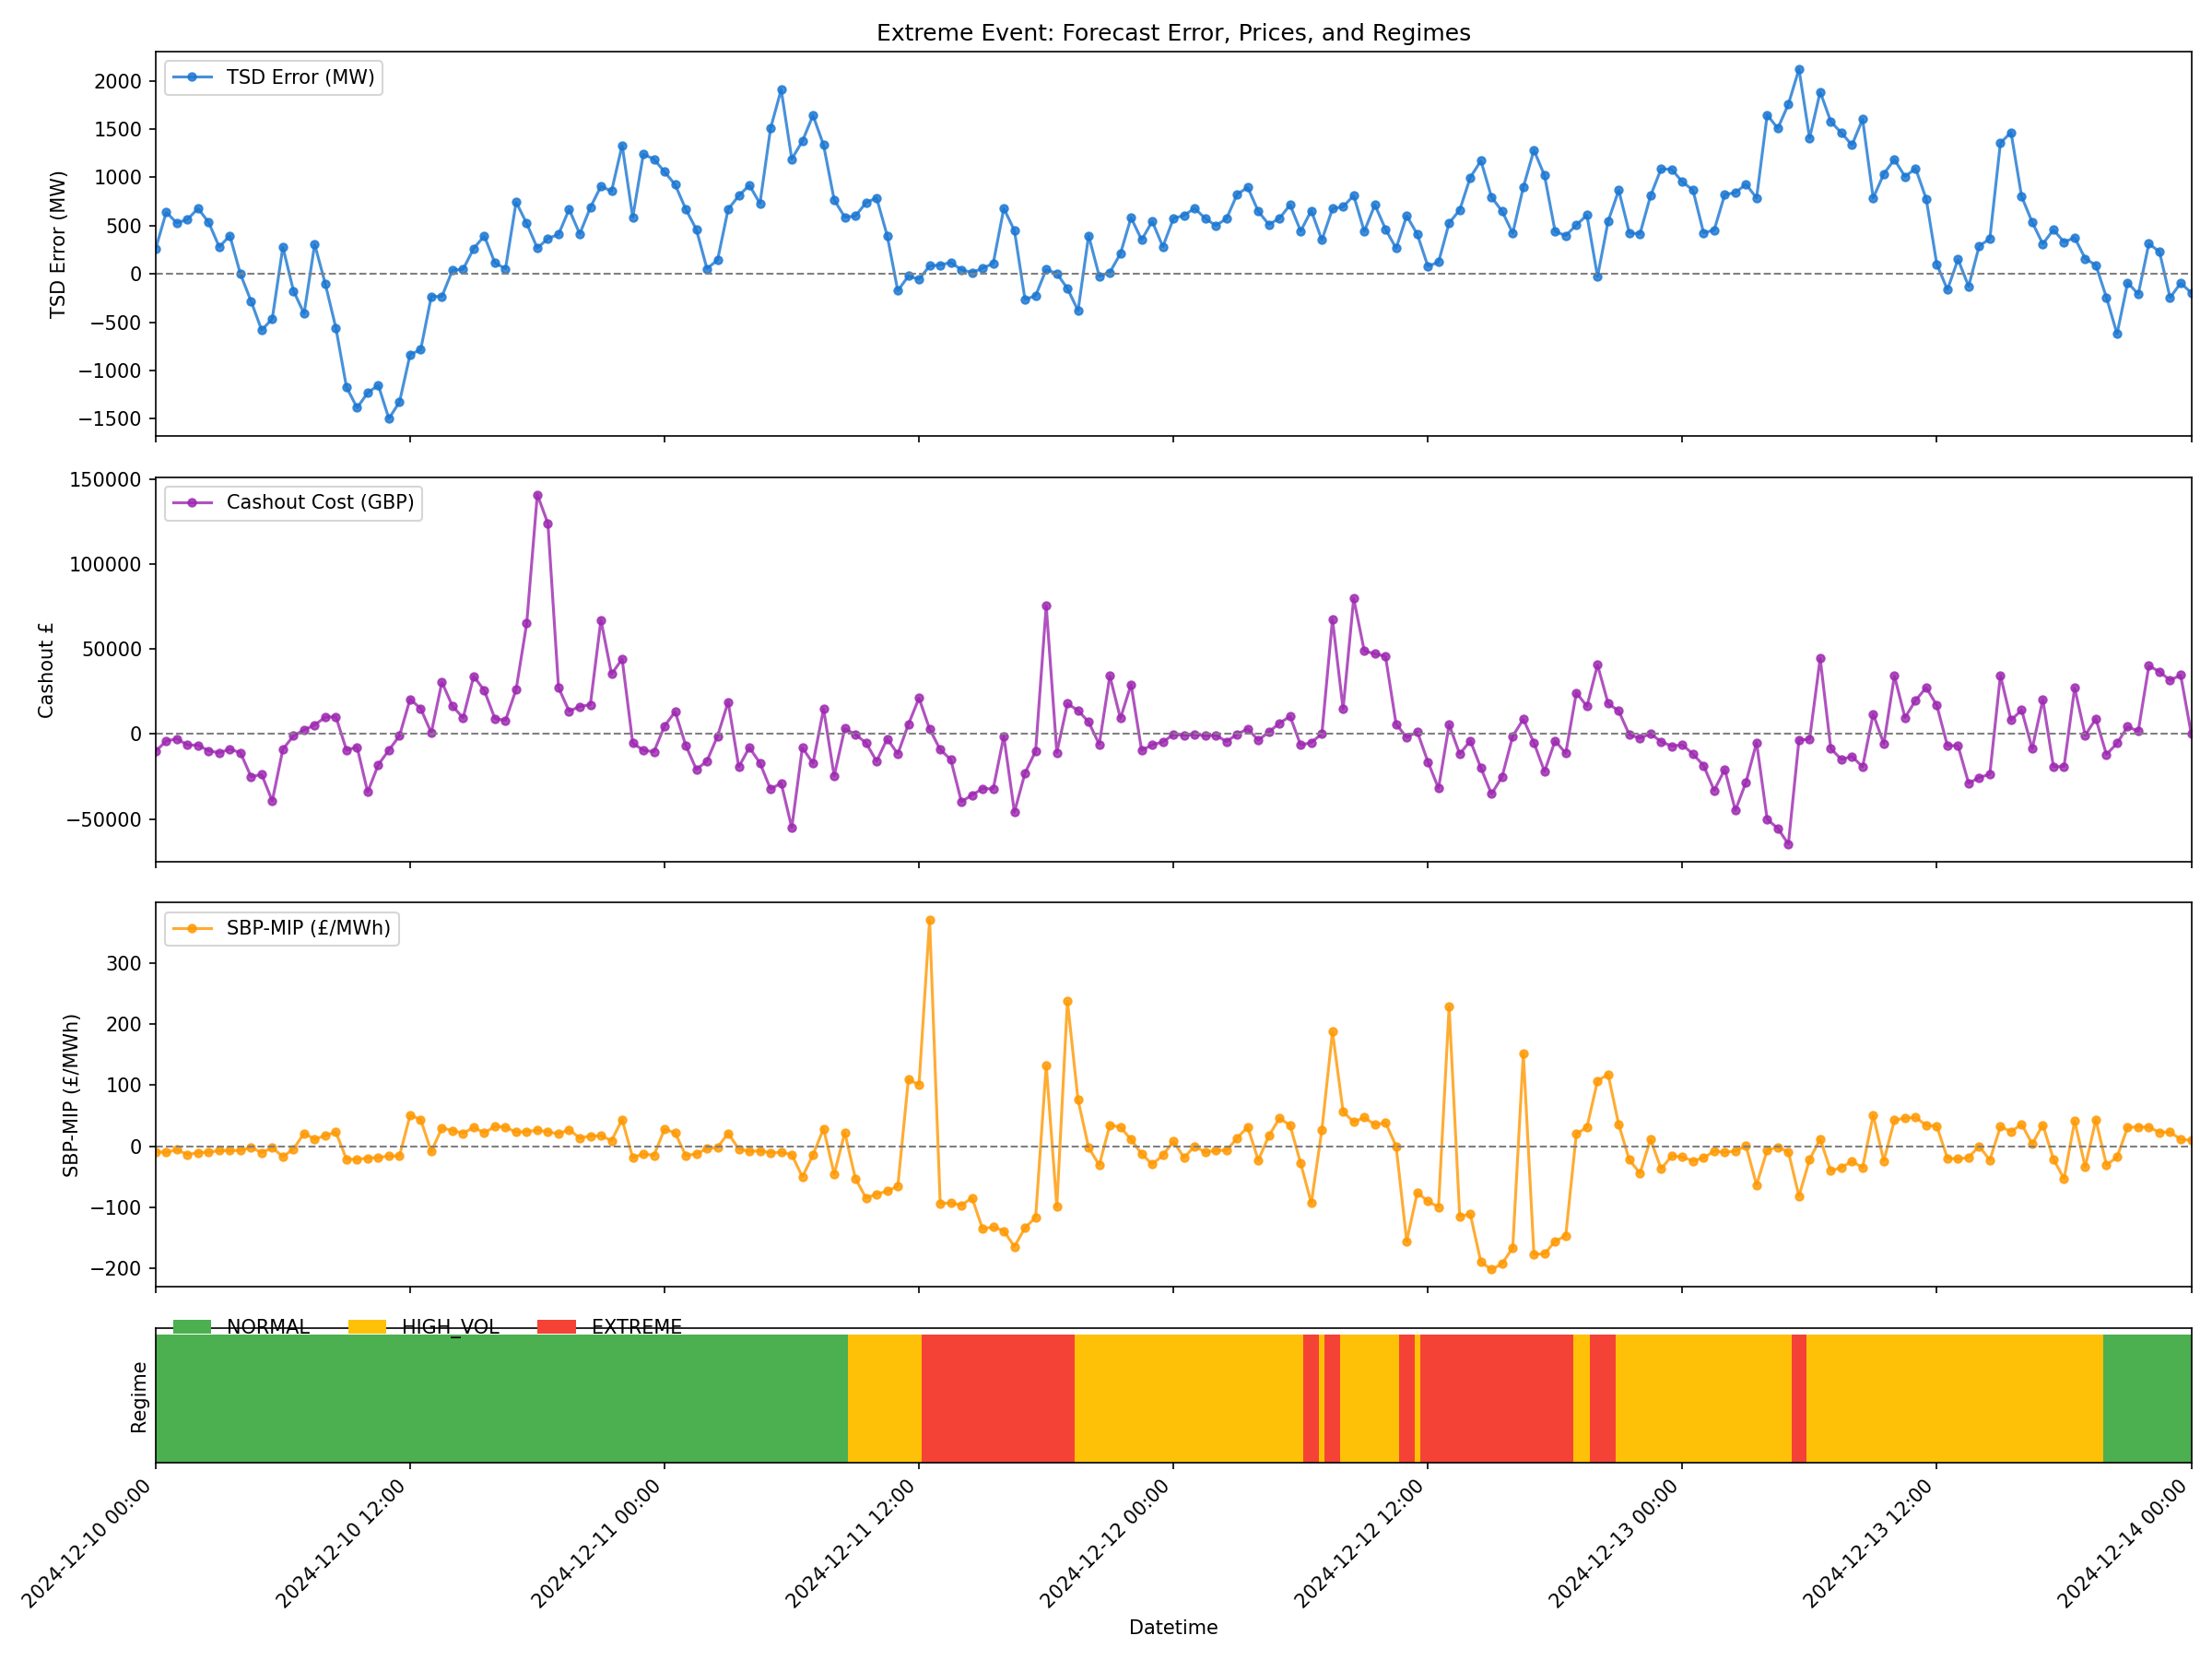 Extreme Event: Forecast Error, Prices, and Regimes
TSD Error (MW)
TSD Error (MW)
2000
1500
1000
500
0
−500
−1000
−1500
Cashout Cost (GBP)
Cashout £
150000
100000
50000
0
−50000
SBP-MIP (£/MWh)
SBP-MIP (£/MWh)
300
200
100
0
−100
−200
NORMAL HIGH_VOL EXTREME
Regime
2024-12-10 00:00
2024-12-10 12:00
2024-12-11 00:00
2024-12-11 12:00
2024-12-12 00:00
2024-12-12 12:00
2024-12-13 00:00
2024-12-13 12:00
2024-12-14 00:00
Datetime